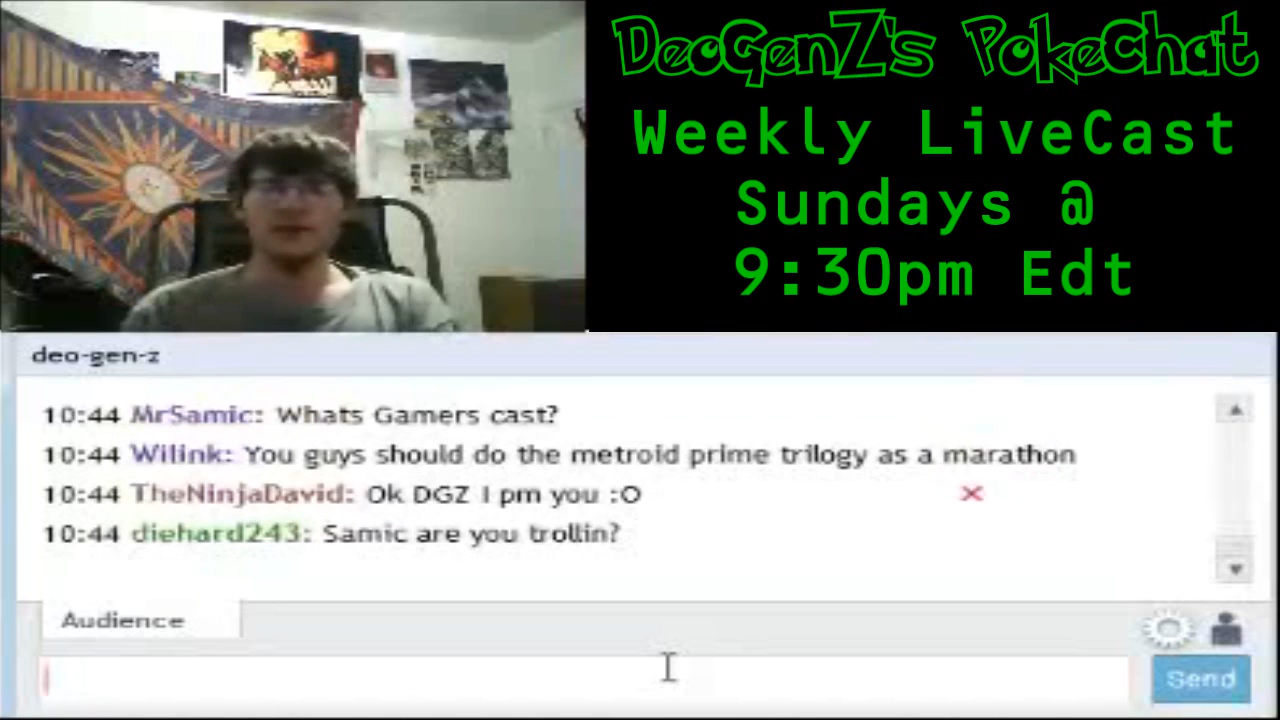 DeoGenZ's PokeChat
Weekly LiveCast
Sundays @
9:30pm Edt
deo-gen-z
10:44 MrSamic: Whats Gamers cast?
10:44 Wilink: You guys should do the metroid prime trilogy as a marathon
10:44 TheNinjaDavid: Ok DGZ I pm you :O
10:44 diehard243: Samic are you trollin?
Audience
Send